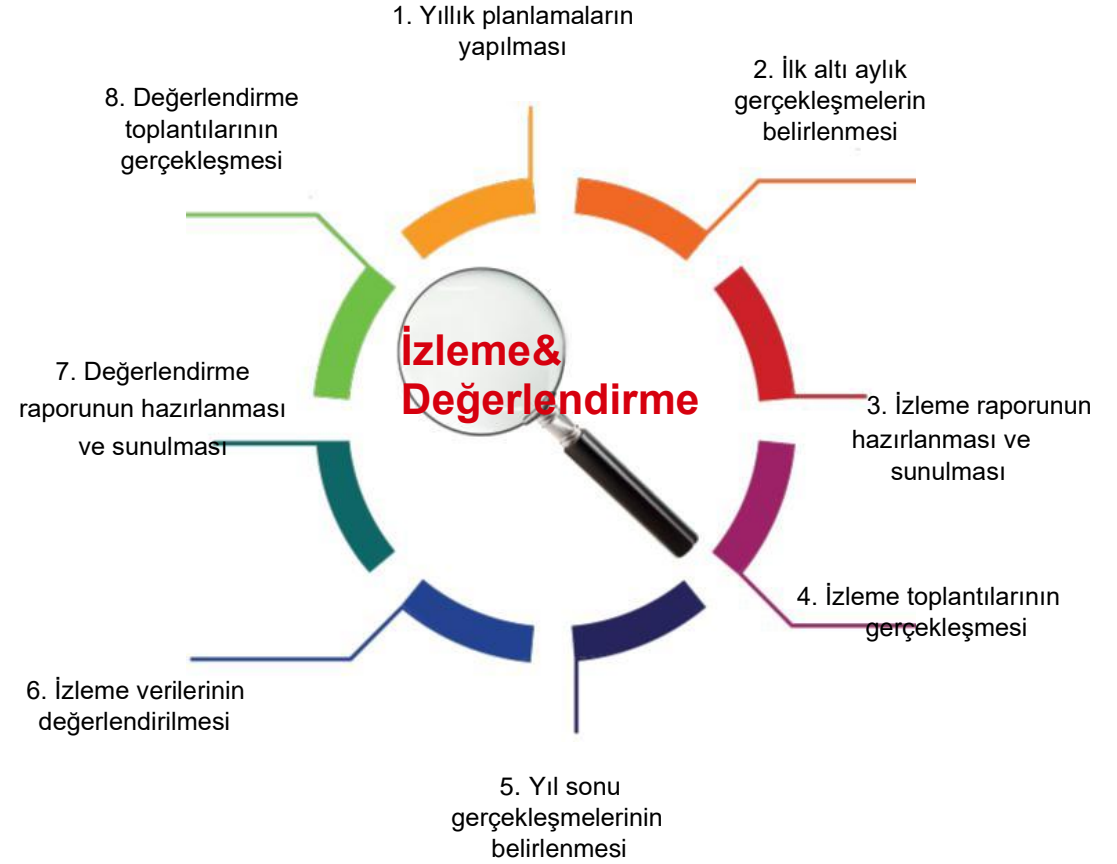 1. Yıllık planlamaların
yapılması
2. İlk altı aylık
gerçekleşmelerin
belirlenmesi
3. İzleme raporunun
hazırlanması ve
sunulması
4. İzleme toplantılarının
gerçekleşmesi
5. Yıl sonu
gerçekleşmelerinin
belirlenmesi
6. İzleme verilerinin
değerlendirilmesi
7. Değerlendirme
raporunun hazırlanması
ve sunulması
8. Değerlendirme
toplantılarının
gerçekleşmesi
İzleme&
Değerlendirme